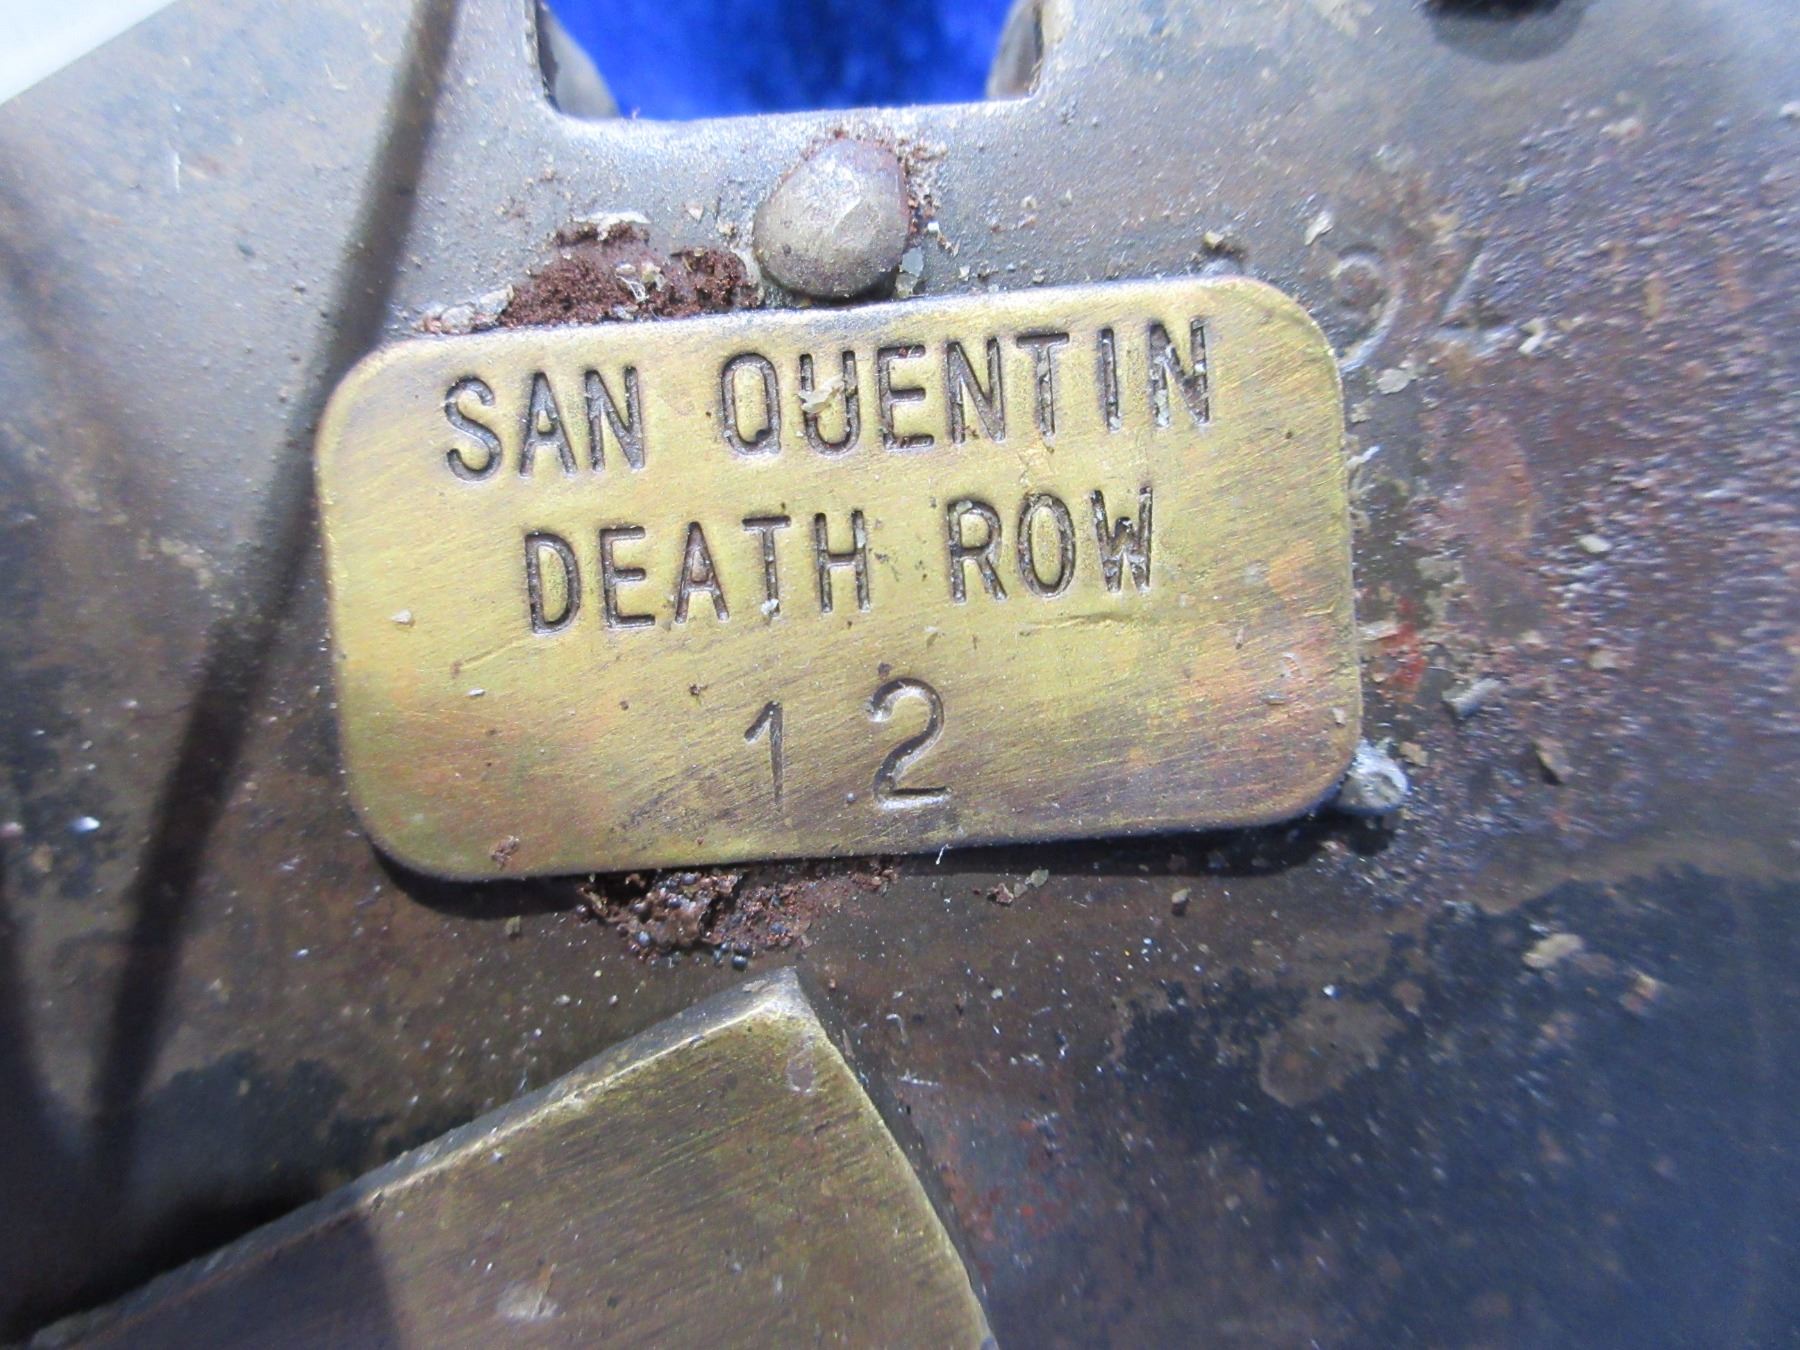 SAN QUENTIN
DEATH ROW
12